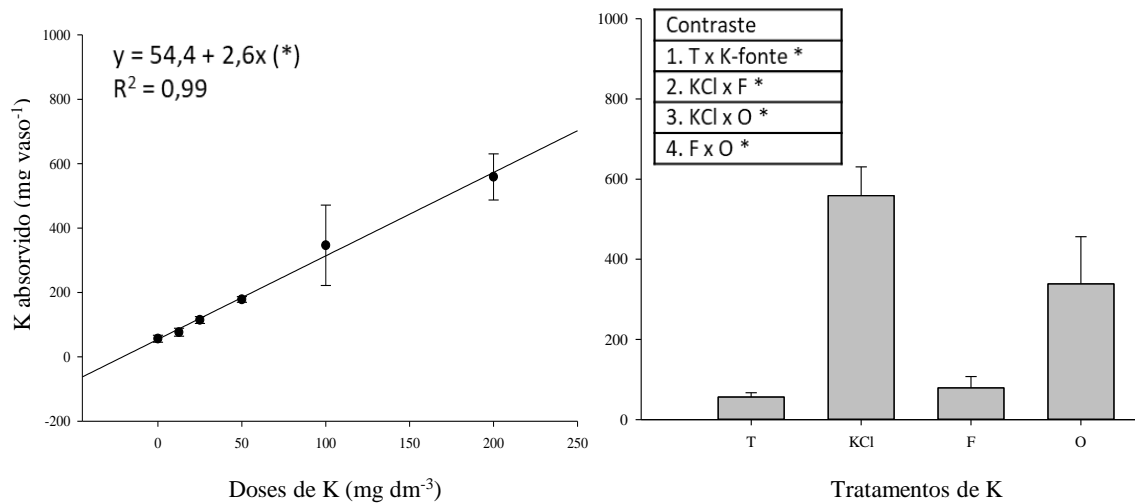 y = 54,4 + 2,6x (*)
R² = 0,99
K absorvido (mg vaso⁻¹)
1000
800
600
400
200
0
-200
0
50
100
150
200
250
Doses de K (mg dm⁻³)
Contraste
1. T x K-fonte *
2. KCl x F *
3. KCl x O *
4. F x O *
1000
800
600
400
200
0
T
KCl
F
O
Tratamentos de K